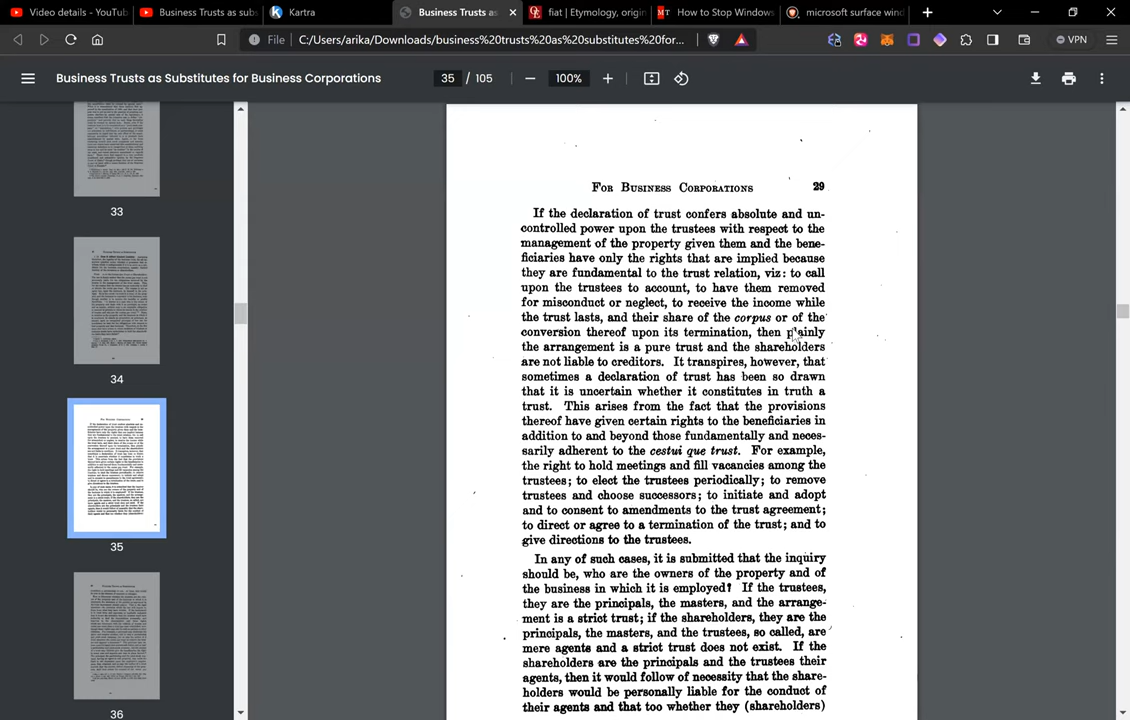 Video details - YouTub
Business Trusts as subs
Kartra
Business Trusts as
fiat | Etymology, origin
How to Stop Windows
microsoft surface wind
File
C:/Users/arika/Downloads/business%20trusts%20as%20substitutes%20for...
VPN
Business Trusts as Substitutes for Business Corporations
35 / 105
100%
33
34
35
36
For Business Corporations 29
If the declaration of trust confers absolute and un-
controlled power upon the trustees with respect to the
management of the property given them and the bene-
ficiaries have only the rights that are implied because
they are fundamental to the trust relation, viz: to call
upon the trustees to account, to have them removed
for misconduct or neglect, to receive the income while
the trust lasts, and their share of the corpus or of the
conversion thereof upon its termination, then plainly
the arrangement is a pure trust and the shareholders
are not liable to creditors. It transpires, however, that
sometimes a declaration of trust has been so drawn
that it is uncertain whether it constitutes in truth a
trust. This arises from the fact that the provisions
thereof have given certain rights to the beneficiaries in
addition to and beyond those fundamentally and neces-
sarily adherent to the cestui que trust. For example,
the right to hold meetings and fill vacancies among the
trustees; to elect the trustees periodically; to remove
trustees and choose successors; to initiate and adopt
and to consent to amendments to the trust agreement;
to direct or agree to a termination of the trust; and to
give directions to the trustees.
In any of such cases, it is submitted that the inquiry
should be, who are the owners of the property and of
the business in which it is employed? If the trustees,
they are the principals, the masters, and the arrange-
ment is a strict trust; if the shareholders, they are the
principals, the masters, and the trustees, so called, are
mere agents and a strict trust does not exist. If the
shareholders are the principals and the trustees their
agents, then it would follow of necessity that the share-
holders would be personally liable for the conduct of
their agents and that too whether they (shareholders)